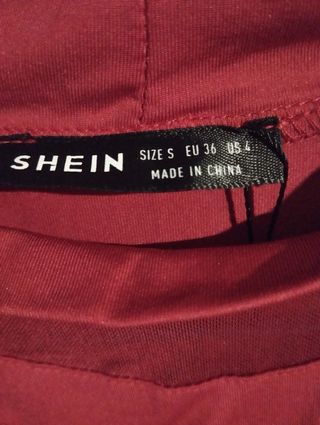 SHEIN SIZE S EU 36 US 4
MADE IN CHINA